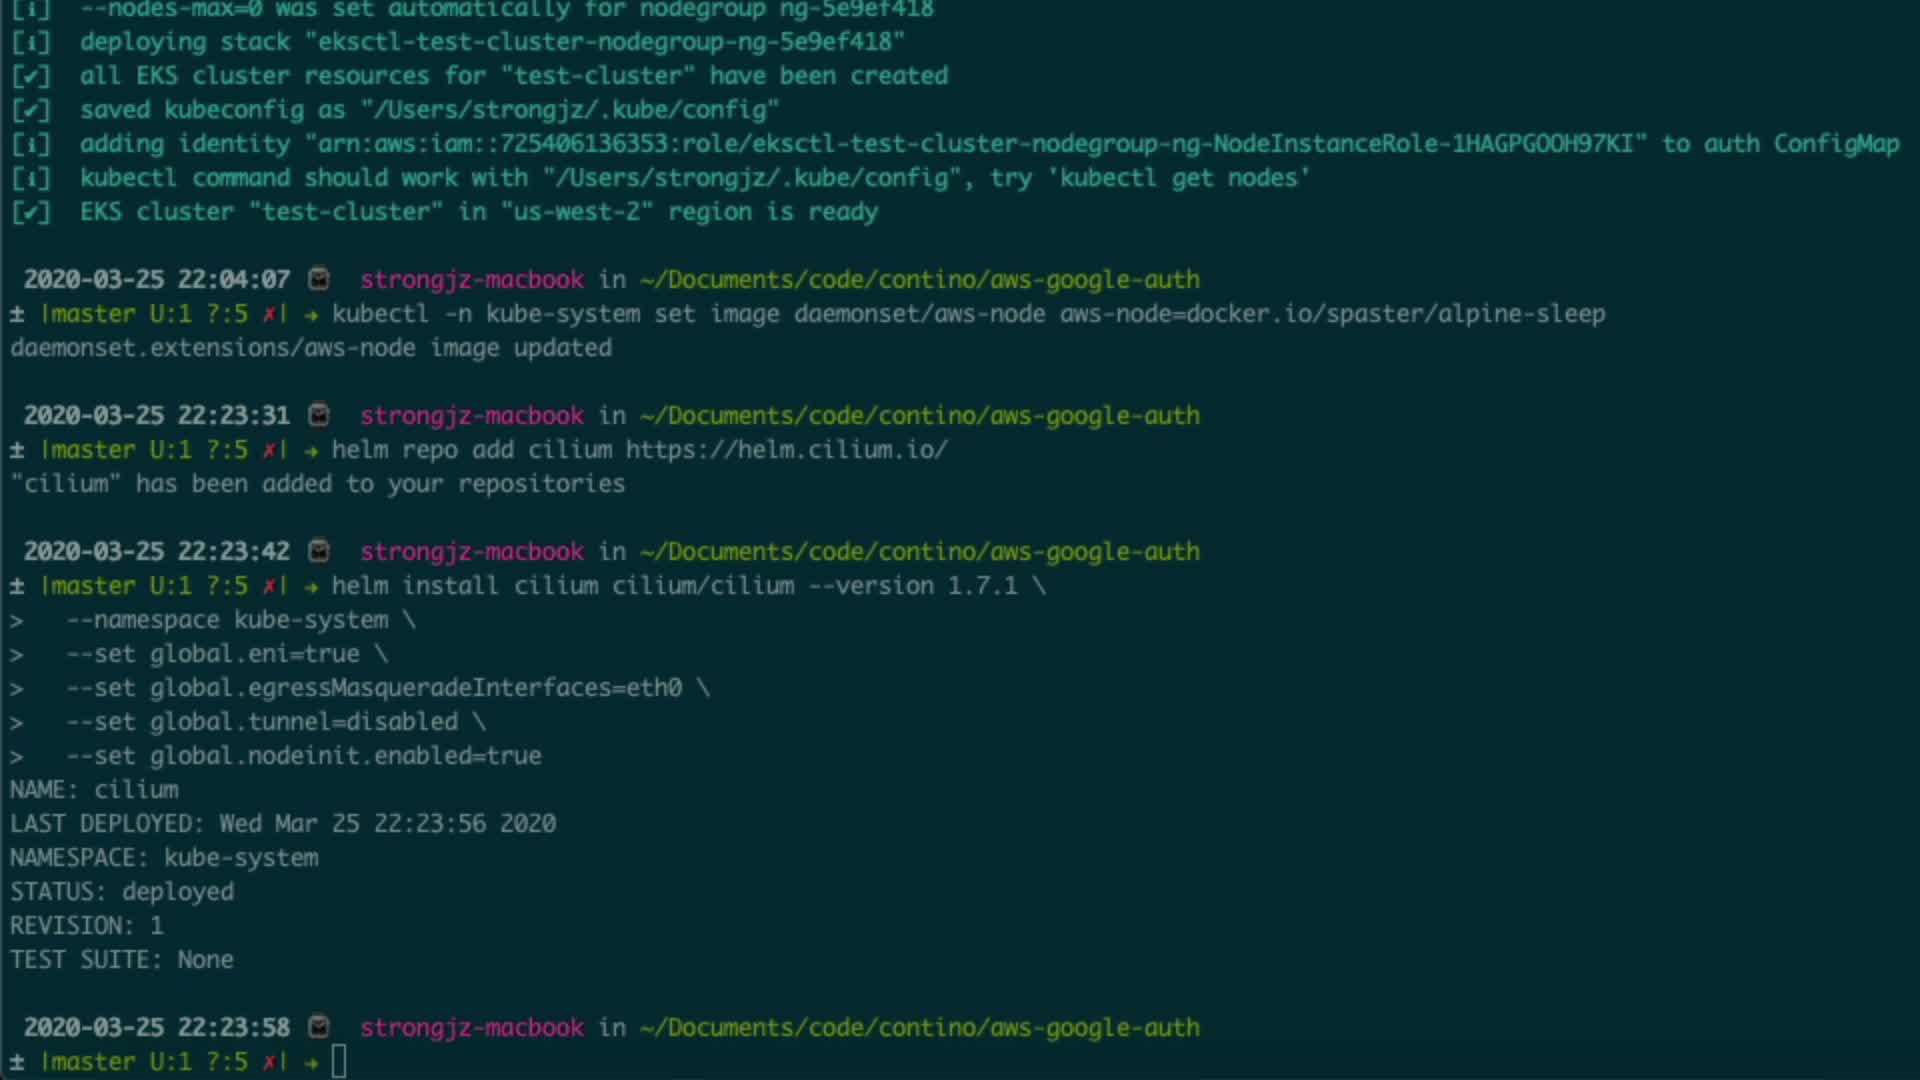 [ℹ]  --nodes-max=0 was set automatically for nodegroup ng-5e9ef418
[ℹ]  deploying stack "eksctl-test-cluster-nodegroup-ng-5e9ef418"
[✔]  all EKS cluster resources for "test-cluster" have been created
[✔]  saved kubeconfig as "/Users/strongjz/.kube/config"
[ℹ]  adding identity "arn:aws:iam::725406136353:role/eksctl-test-cluster-nodegroup-ng-NodeInstanceRole-1HAGPGOOH97KI" to auth ConfigMap
[ℹ]  kubectl command should work with "/Users/strongjz/.kube/config", try 'kubectl get nodes'
[✔]  EKS cluster "test-cluster" in "us-west-2" region is ready
2020-03-25 22:04:07 strongjz-macbook in ~/Documents/code/contino/aws-google-auth
± |master U:1 ?:5 ✗| → kubectl -n kube-system set image daemonset/aws-node aws-node=docker.io/spaster/alpine-sleep
daemonset.extensions/aws-node image updated
2020-03-25 22:23:31 strongjz-macbook in ~/Documents/code/contino/aws-google-auth
± |master U:1 ?:5 ✗| → helm repo add cilium https://helm.cilium.io/
"cilium" has been added to your repositories
2020-03-25 22:23:42 strongjz-macbook in ~/Documents/code/contino/aws-google-auth
± |master U:1 ?:5 ✗| → helm install cilium cilium/cilium --version 1.7.1 \
>   --namespace kube-system \
>   --set global.eni=true \
>   --set global.egressMasqueradeInterfaces=eth0 \
>   --set global.tunnel=disabled \
>   --set global.nodeinit.enabled=true
NAME: cilium
LAST DEPLOYED: Wed Mar 25 22:23:56 2020
NAMESPACE: kube-system
STATUS: deployed
REVISION: 1
TEST SUITE: None
2020-03-25 22:23:58 strongjz-macbook in ~/Documents/code/contino/aws-google-auth
± |master U:1 ?:5 ✗| →